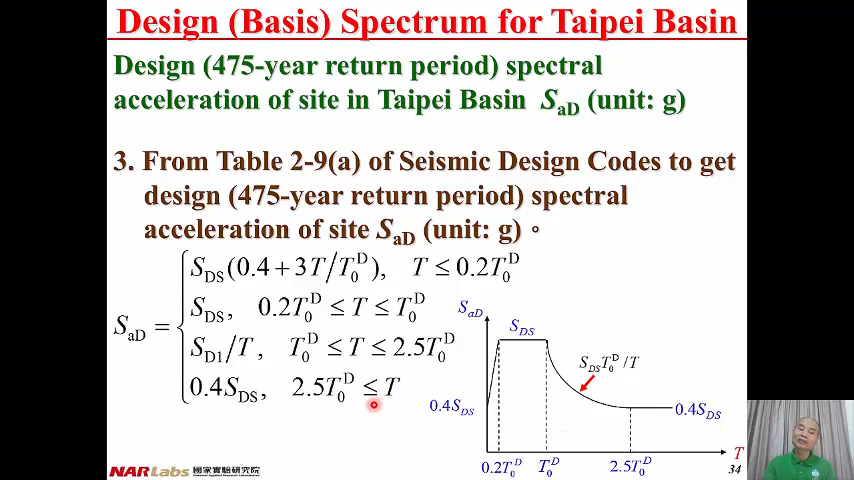 Design (Basis) Spectrum for Taipei Basin
Design (475-year return period) spectral
acceleration of site in Taipei Basin S_aD (unit: g)
3. From Table 2-9(a) of Seismic Design Codes to get
design (475-year return period) spectral
acceleration of site S_aD (unit: g)。
S_aD =
S_DS(0.4 + 3T/T_0^D), T ≤ 0.2T_0^D
S_DS, 0.2T_0^D ≤ T ≤ T_0^D
S_D1/T, T_0^D ≤ T ≤ 2.5T_0^D
0.4S_DS, 2.5T_0^D ≤ T
S_aD
S_DS
S_DS T_0^D / T
0.4S_DS
0.4S_DS
T
0.2T_0^D
T_0^D
2.5T_0^D
NARLabs 國家實驗研究院
34